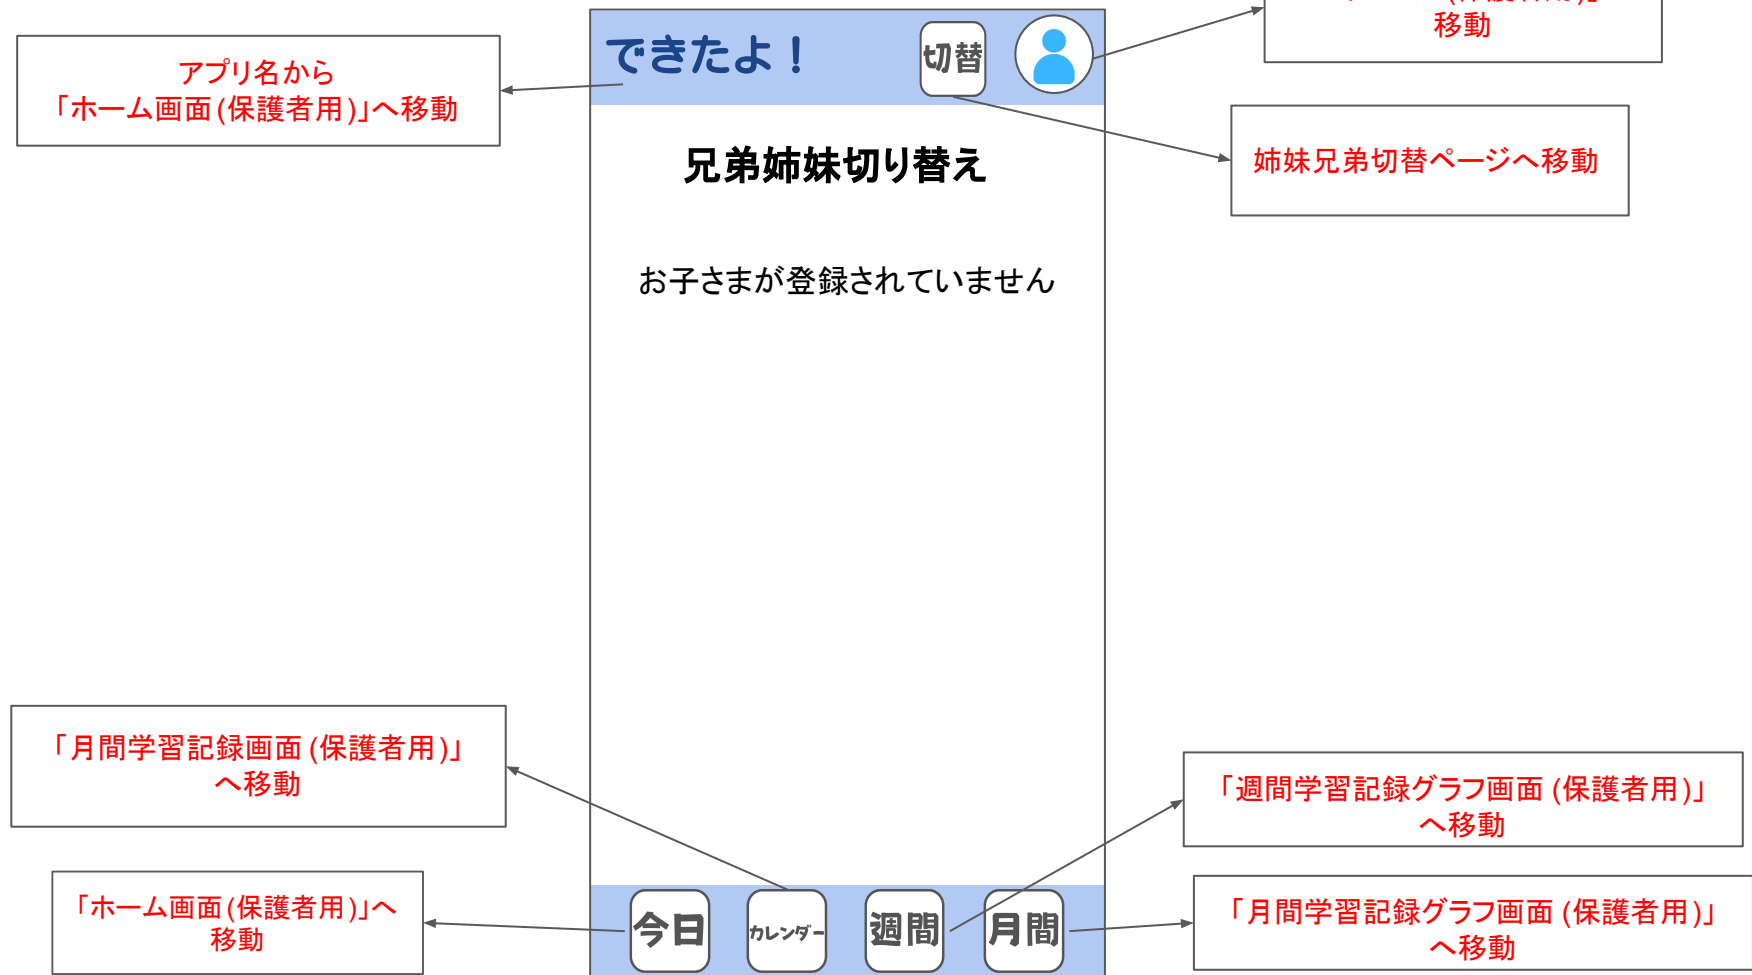 移動
アプリ名から
「ホーム画面(保護者用)」へ移動
できたよ！
切替
姉妹兄弟切替ページへ移動
兄弟姉妹切り替え
お子さまが登録されていません
「月間学習記録画面(保護者用)」
へ移動
「週間学習記録グラフ画面(保護者用)」
へ移動
「ホーム画面(保護者用)」へ
移動
今日
カレンダー
週間
月間
「月間学習記録グラフ画面(保護者用)」
へ移動